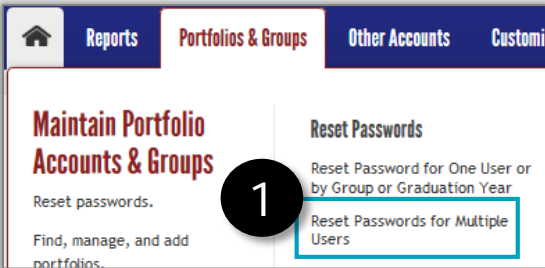 Reports Portfolios & Groups Other Accounts Customi
Maintain Portfolio
Accounts & Groups
Reset passwords.
Find, manage, and add
portfolios.
1
Reset Passwords
Reset Password for One User or
by Group or Graduation Year
Reset Passwords for Multiple
Users